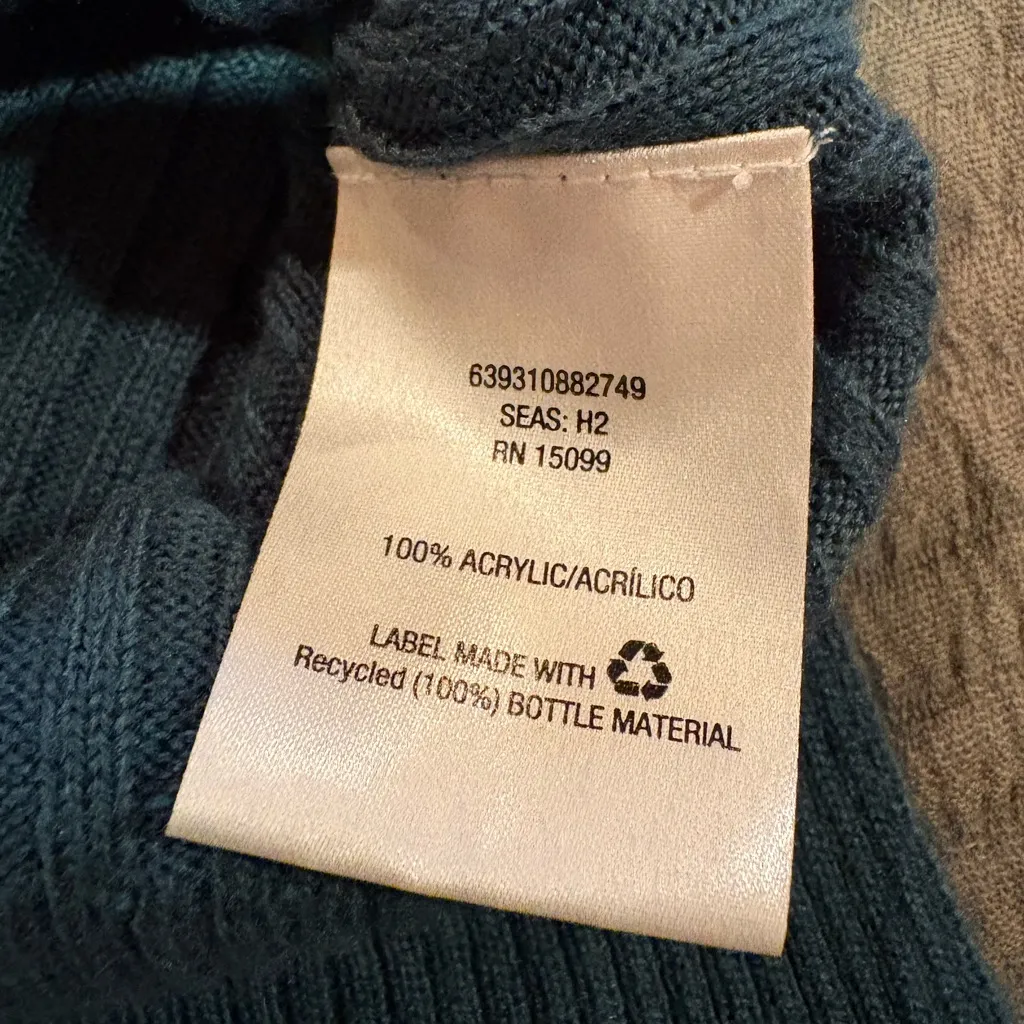 639310882749
SEAS: H2
RN 15099
100% ACRYLIC/ACRÍLICO
LABEL MADE WITH
Recycled (100%) BOTTLE MATERIAL